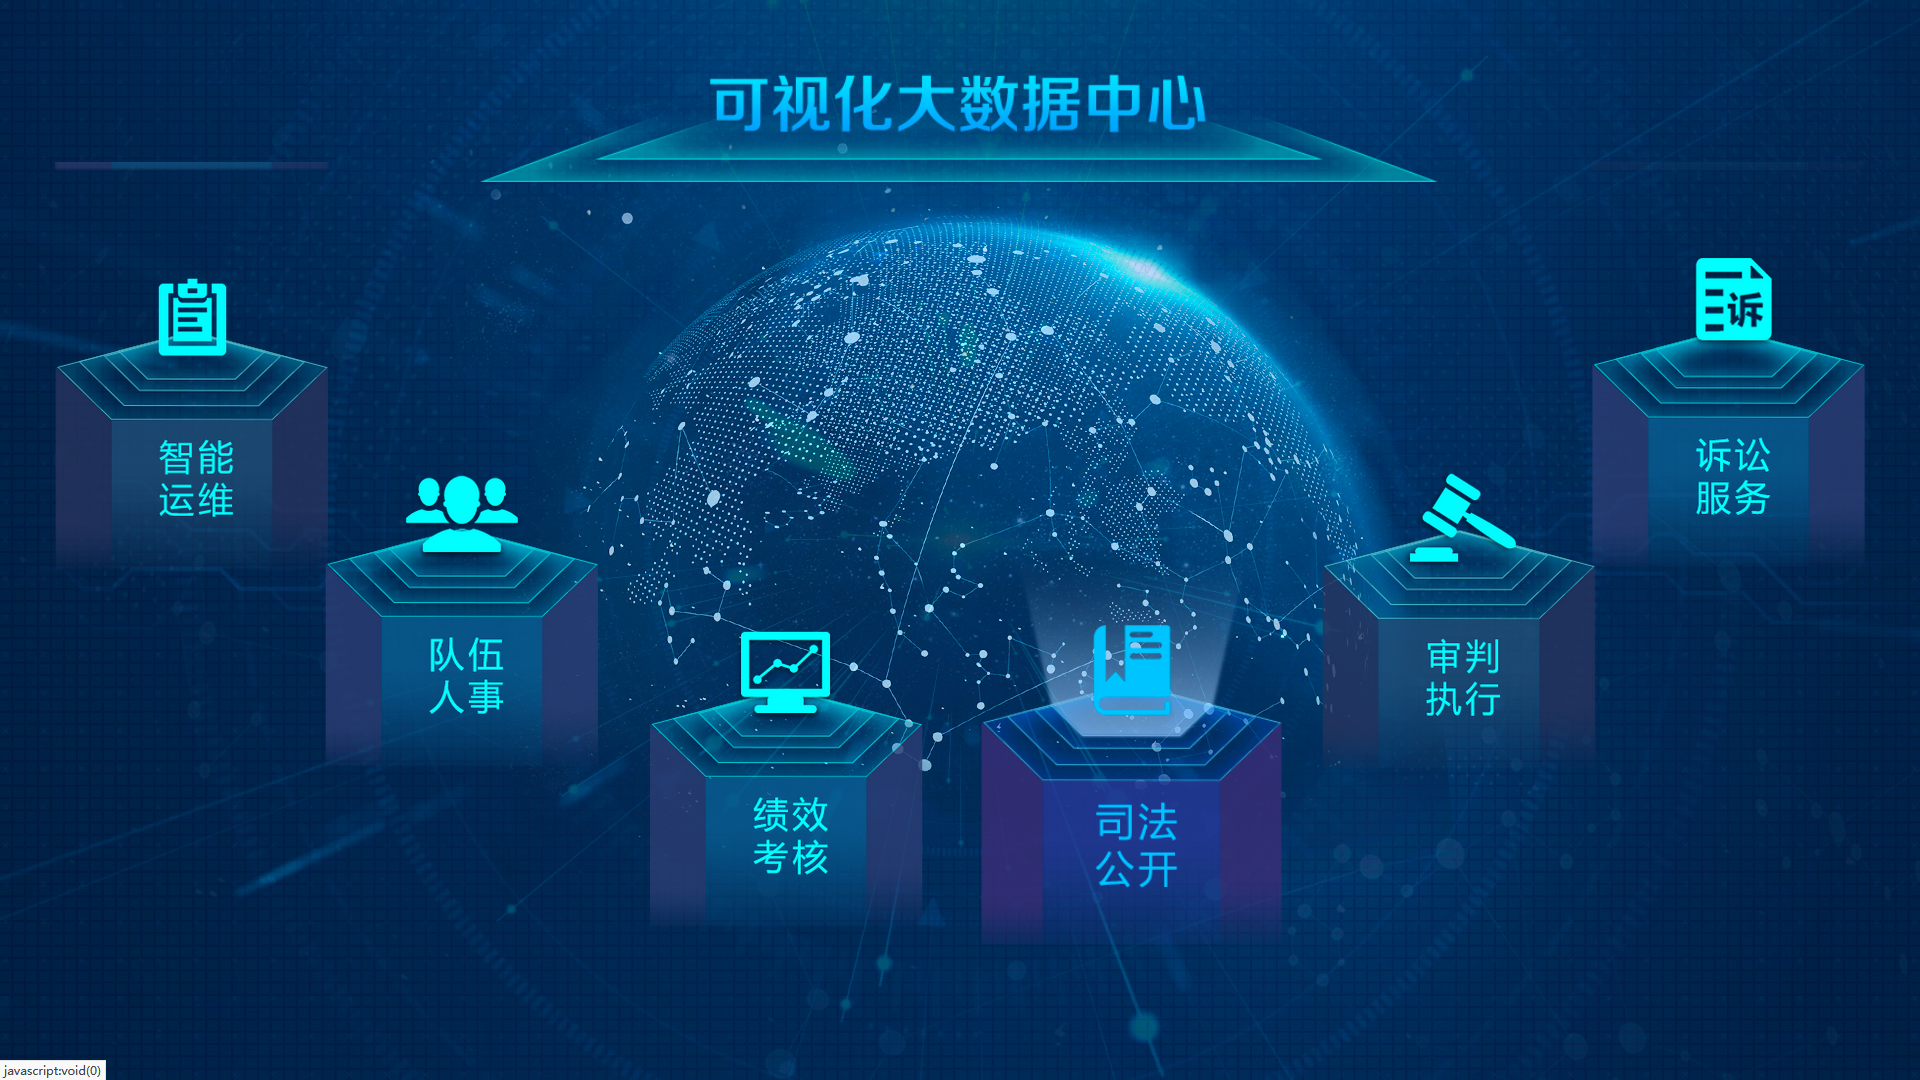 可视化大数据中心
智能
运维
队伍
人事
绩效
考核
司法
公开
审判
执行
诉
诉讼
服务
javascript:void(0)